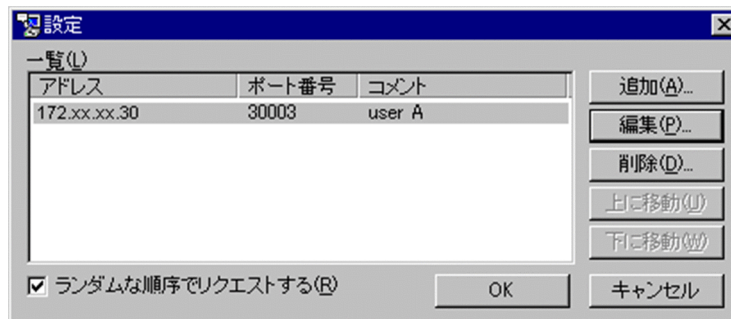 設定
一覧(L)
アドレス ポート番号 コメント
172.xx.xx.30 30003 user A
追加(A)...
編集(P)...
削除(D)...
上に移動(U)
下に移動(W)
ランダムな順序でリクエストする(R)
OK
キャンセル